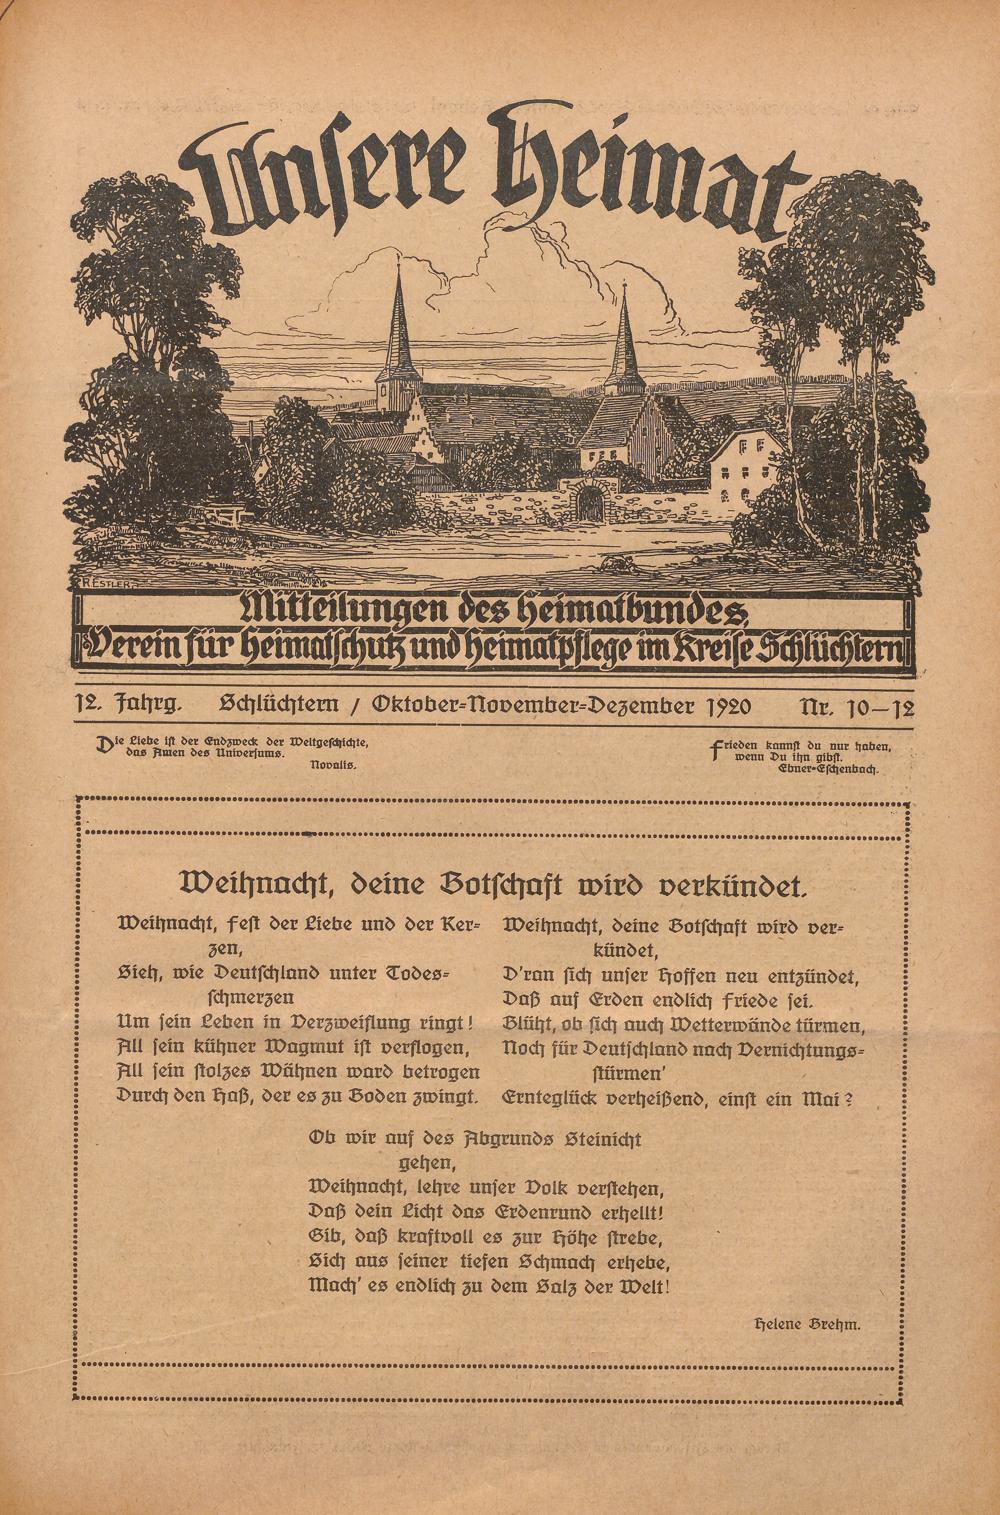 Unsere Heimat
R. ESTLER.
Mitteilungen des Heimatbundes,
Verein für Heimatschutz und Heimatpflege im Kreise Schlüchtern
12. Jahrg. Schlüchtern / Oktober-November-Dezember 1920 Nr. 10–12
Die Liebe ist der Endzweck der Weltgeschichte,
das Amen des Universums.
Novalis.
Frieden kannst du nur haben,
wenn Du ihn gibst.
Ebner-Eschenbach.
Weihnacht, deine Botschaft wird verkündet.
Weihnacht, Fest der Liebe und der Ker-
zen,
Sieh, wie Deutschland unter Todes-
schmerzen
Um sein Leben in Verzweiflung ringt!
All sein kühner Wagmut ist verflogen,
All sein stolzes Wähnen ward betrogen
Durch den Haß, der es zu Boden zwingt.
Weihnacht, deine Botschaft wird ver-
kündet,
D'ran sich unser Hoffen neu entzündet,
Daß auf Erden endlich Friede sei.
Blüht, ob sich auch Wetterwände türmen,
Noch für Deutschland nach Vernichtungs-
stürmen'
Ernteglück verheißend, einst ein Mai?
Ob wir auf des Abgrunds Steinicht
gehen,
Weihnacht, lehre unser Volk verstehen,
Daß dein Licht das Erdenrund erhellt!
Gib, daß kraftvoll es zur Höhe strebe,
Sich aus seiner tiefen Schmach erhebe,
Mach' es endlich zu dem Salz der Welt!
Helene Brehm.